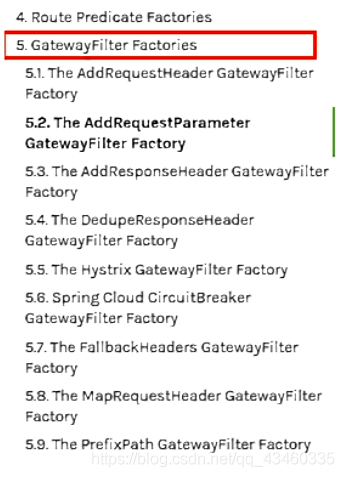 4. Route Predicate Factories
5. GatewayFilter Factories
5.1. The AddRequestHeader GatewayFilter
Factory
5.2. The AddRequestParameter
GatewayFilter Factory
5.3. The AddResponseHeader GatewayFilter
Factory
5.4. The DedupeResponseHeader
GatewayFilter Factory
5.5. The Hystrix GatewayFilter Factory
5.6. Spring Cloud CircuitBreaker
GatewayFilter Factory
5.7. The FallbackHeaders GatewayFilter
Factory
5.8. The MapRequestHeader GatewayFilter
Factory
5.9. The PrefixPath GatewayFilter Factory
https://blog.csdn.net/qq_43460335